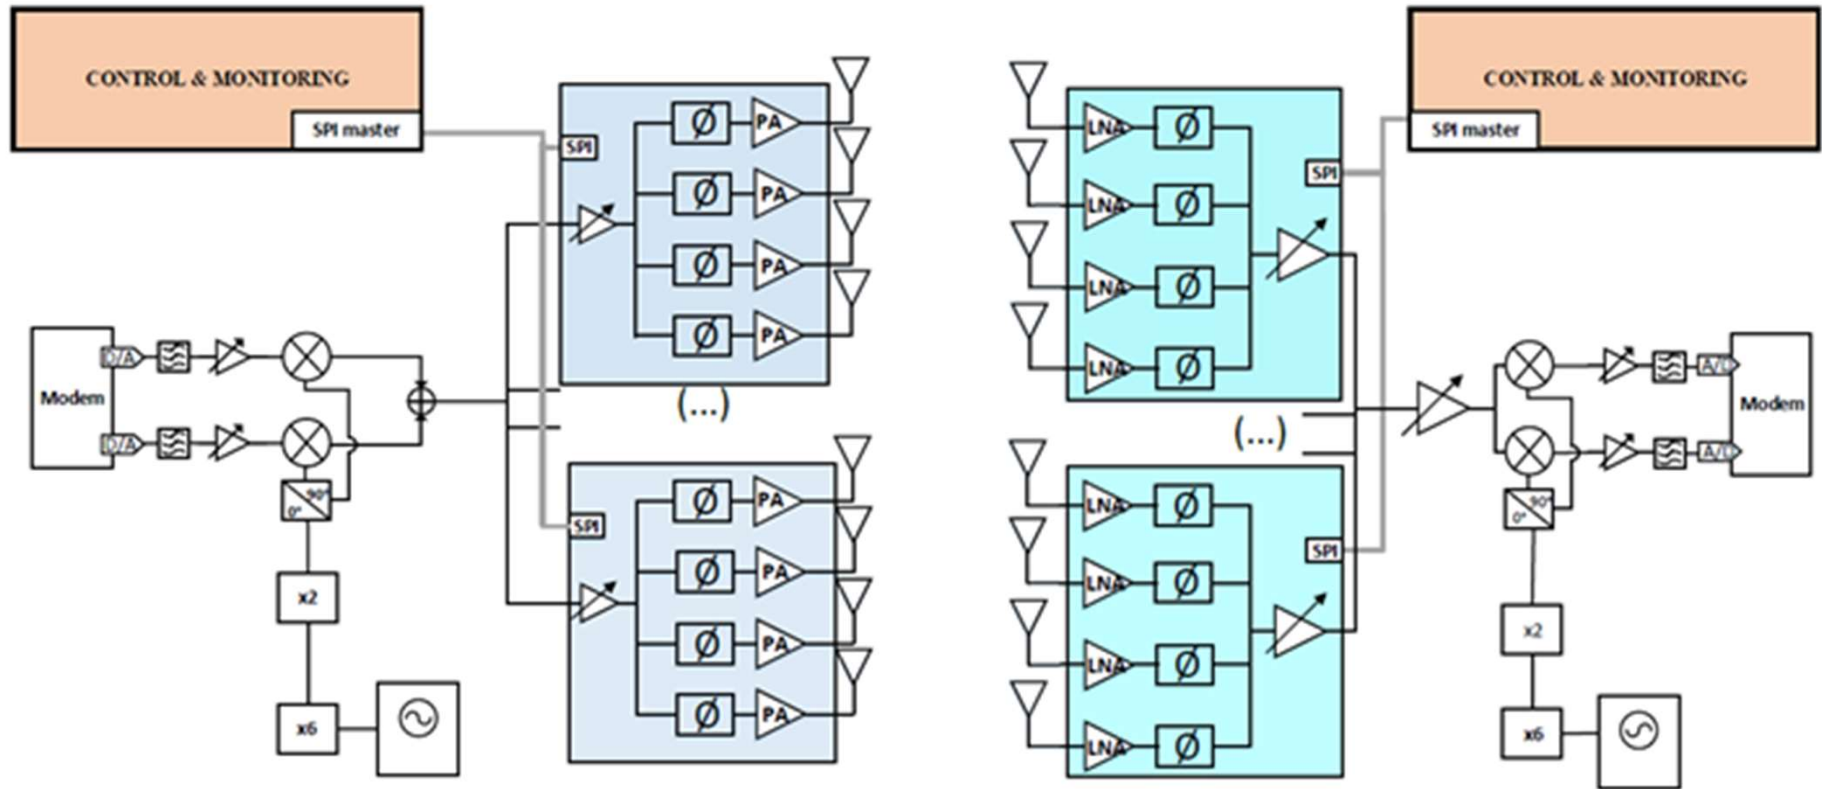 CONTROL & MONITORING
SPI master
SPI
Ø PA
Ø PA
Ø PA
Ø PA
(...)
SPI
Ø PA
Ø PA
Ø PA
Ø PA
Modem
D/A
D/A
90°
0°
x2
x6
CONTROL & MONITORING
SPI master
LNA Ø
LNA Ø
LNA Ø
LNA Ø
SPI
(...)
LNA Ø
LNA Ø
LNA Ø
LNA Ø
SPI
A/D
A/D
Modem
90°
0°
x2
x6